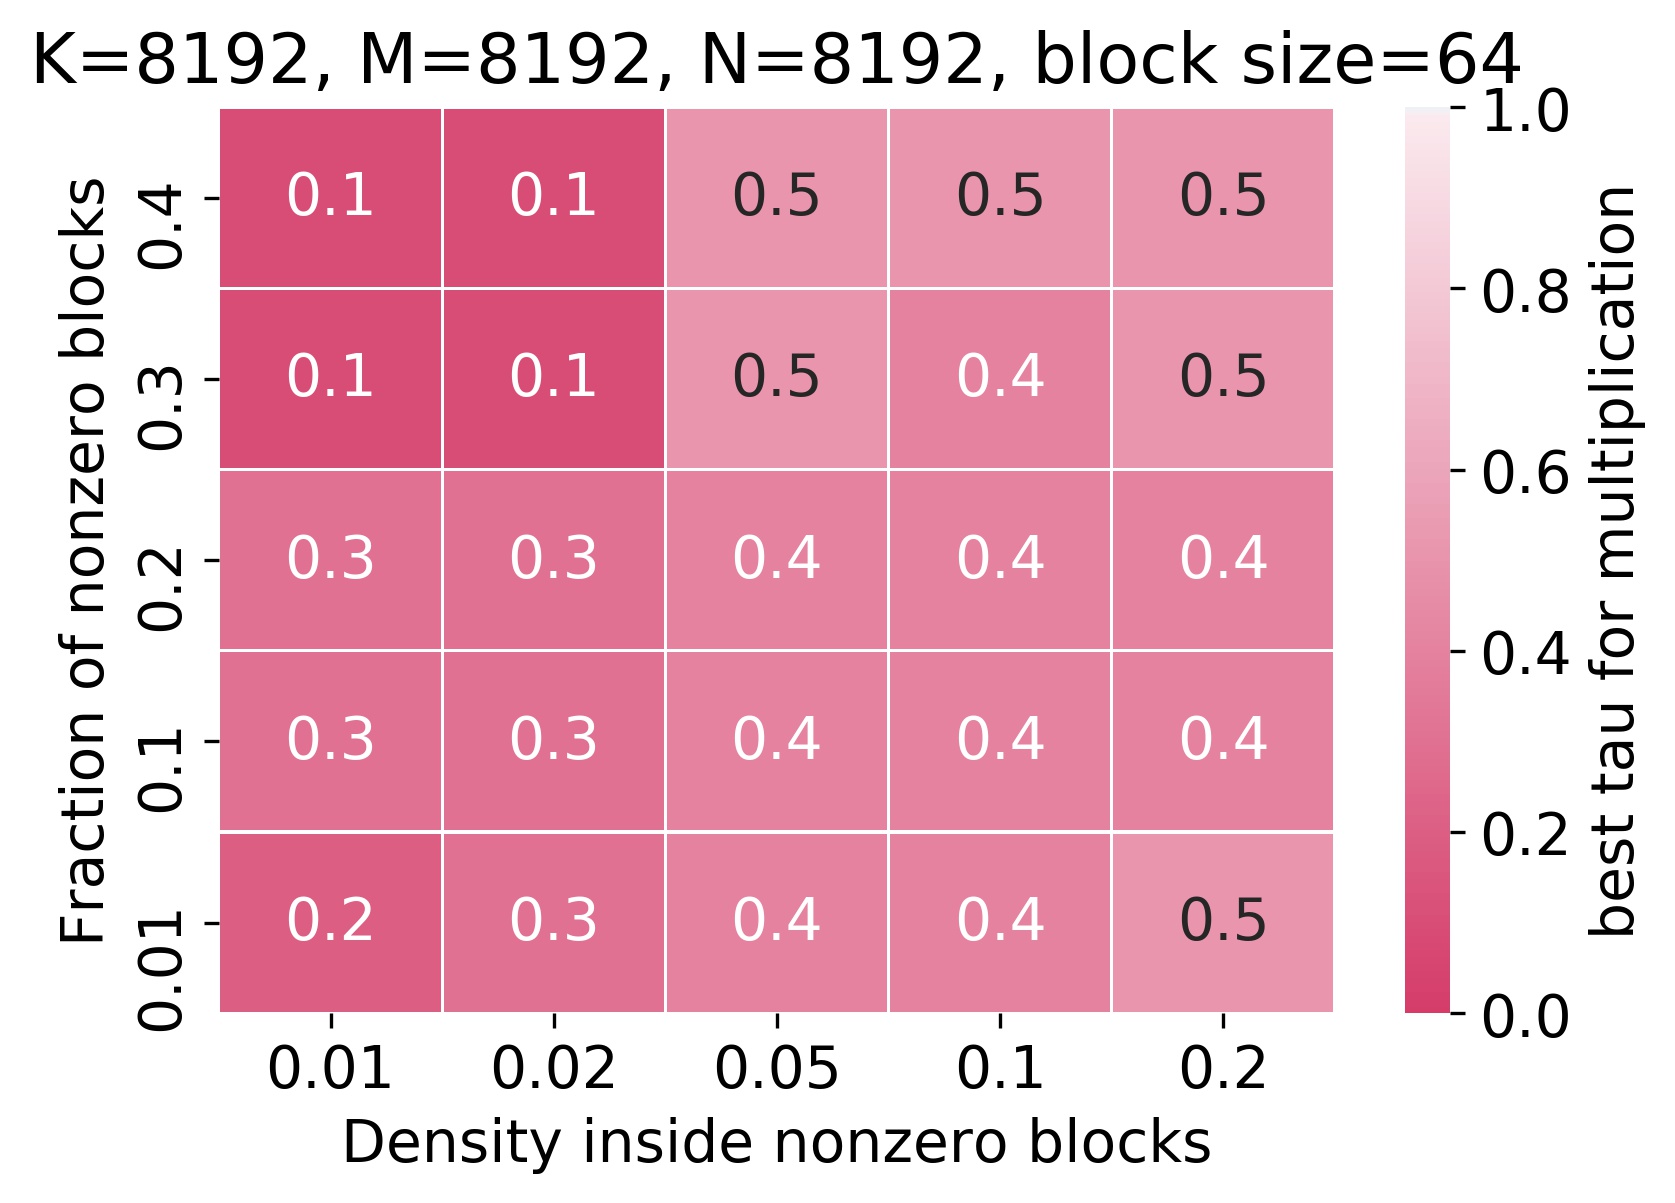 K=8192, M=8192, N=8192, block size=64
Fraction of nonzero blocks
0.4 0.1 0.1 0.5 0.5 0.5
0.3 0.1 0.1 0.5 0.4 0.5
0.2 0.3 0.3 0.4 0.4 0.4
0.1 0.3 0.3 0.4 0.4 0.4
0.01 0.2 0.3 0.4 0.4 0.5
0.01 0.02 0.05 0.1 0.2
Density inside nonzero blocks
1.0
0.8
0.6
0.4
0.2
0.0
best tau for multiplication